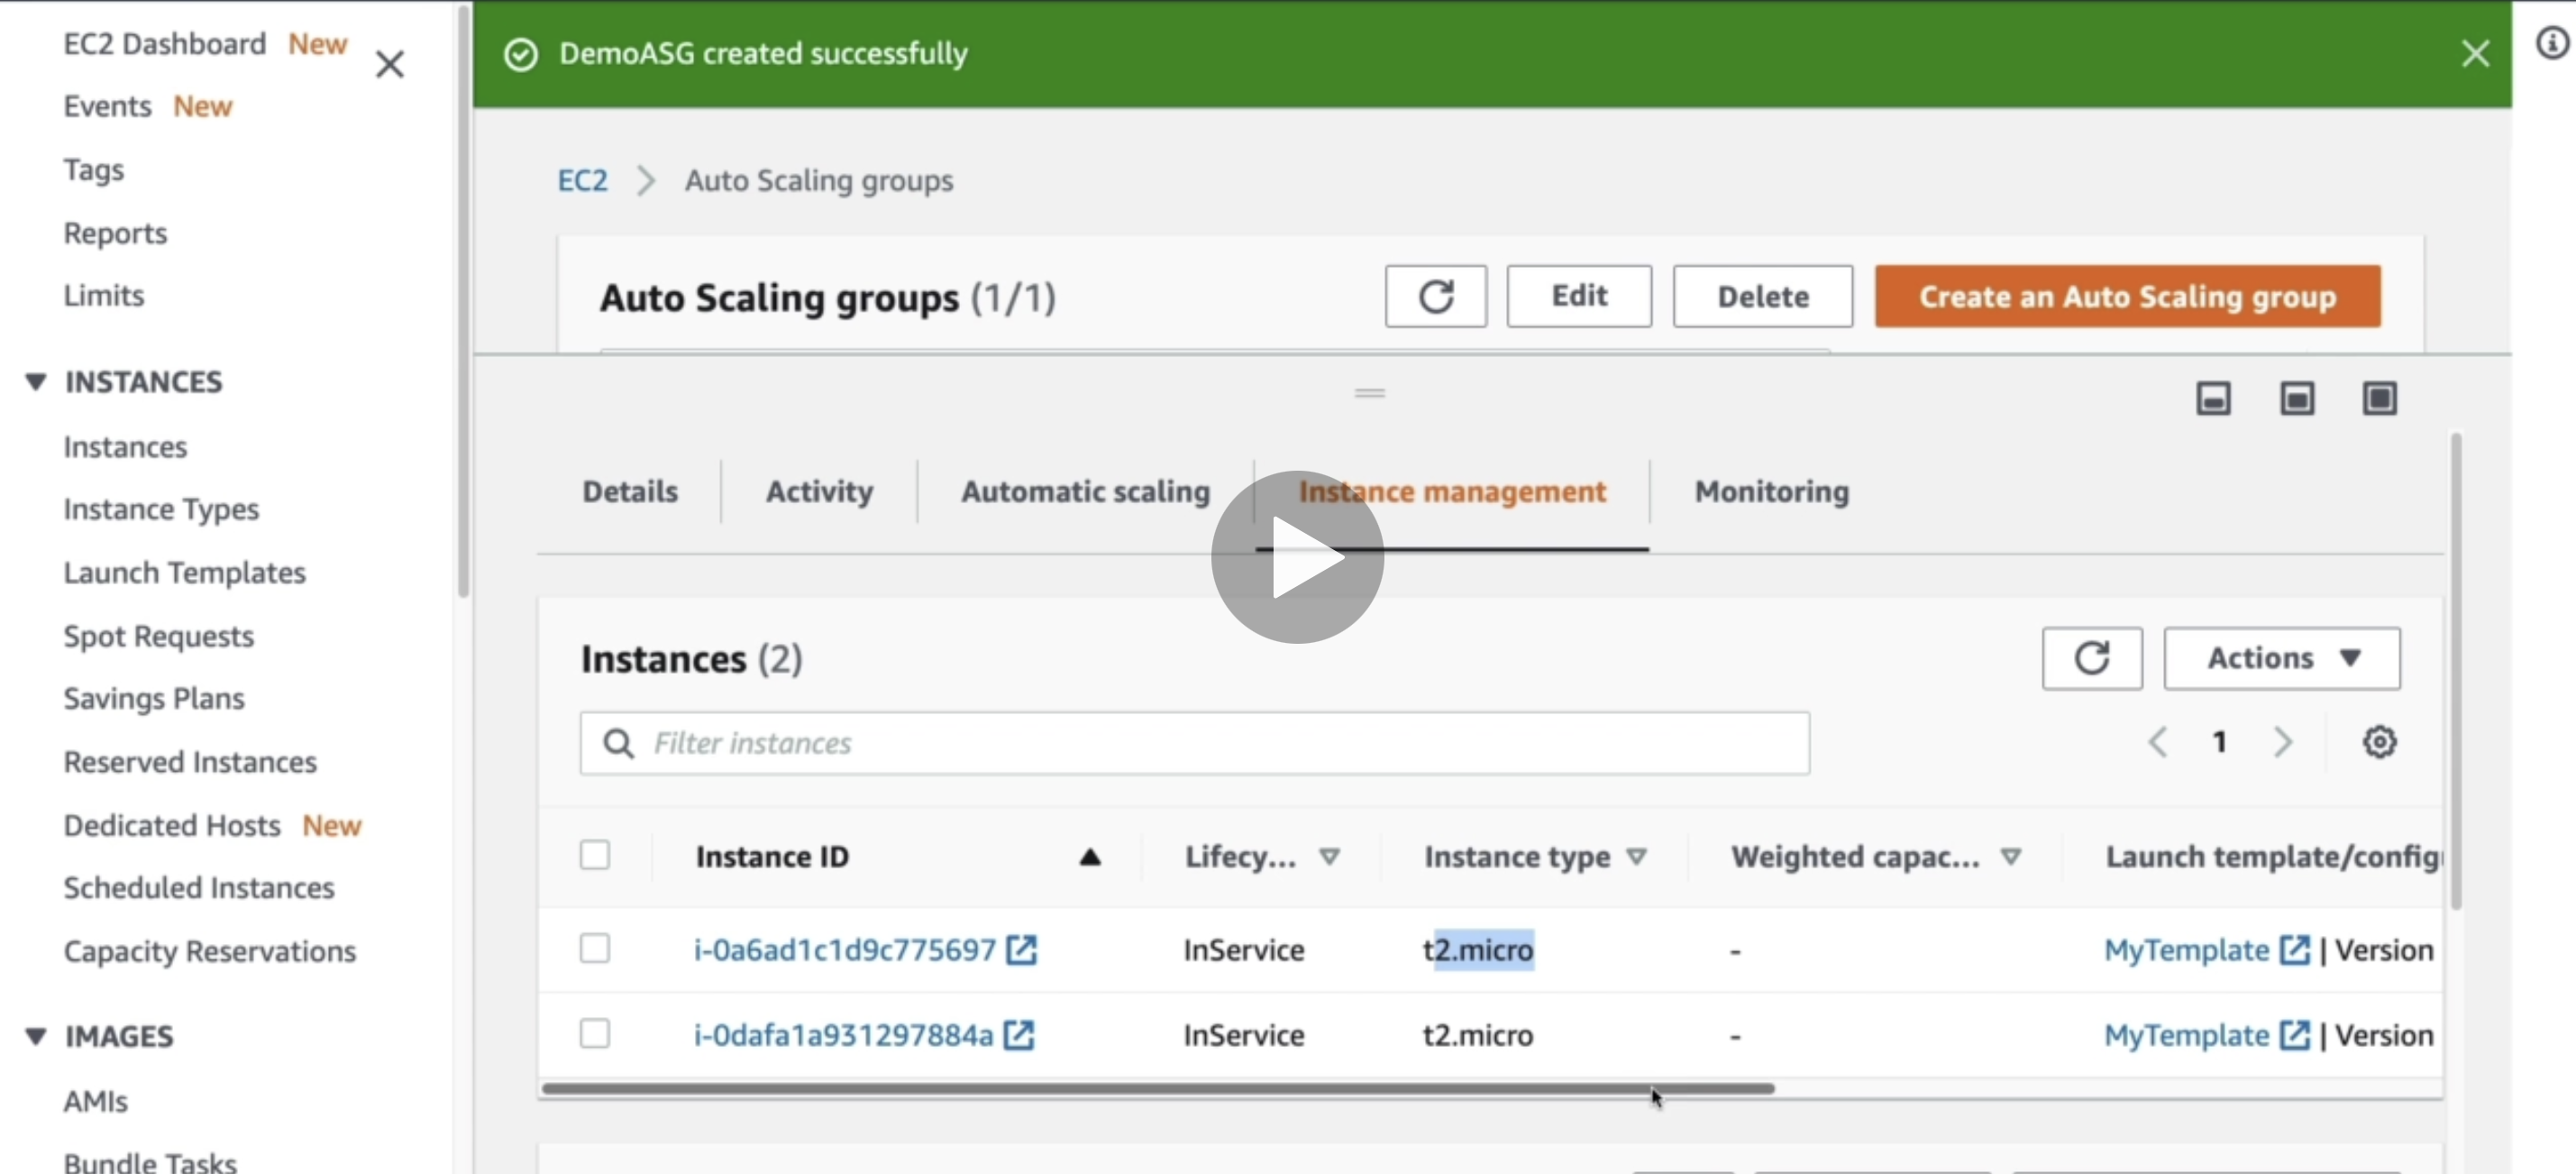 EC2 Dashboard New
Events New
Tags
Reports
Limits
INSTANCES
Instances
Instance Types
Launch Templates
Spot Requests
Savings Plans
Reserved Instances
Dedicated Hosts New
Scheduled Instances
Capacity Reservations
IMAGES
AMIs
Bundle Tasks
DemoASG created successfully
EC2 > Auto Scaling groups
Auto Scaling groups (1/1) Edit Delete Create an Auto Scaling group
Details Activity Automatic scaling Instance management Monitoring
Instances (2) Actions
Filter instances 1
Instance ID Lifecy... Instance type Weighted capac... Launch template/config
i-0a6ad1c1d9c775697 InService t2.micro - MyTemplate | Version
i-0dafa1a931297884a InService t2.micro - MyTemplate | Version